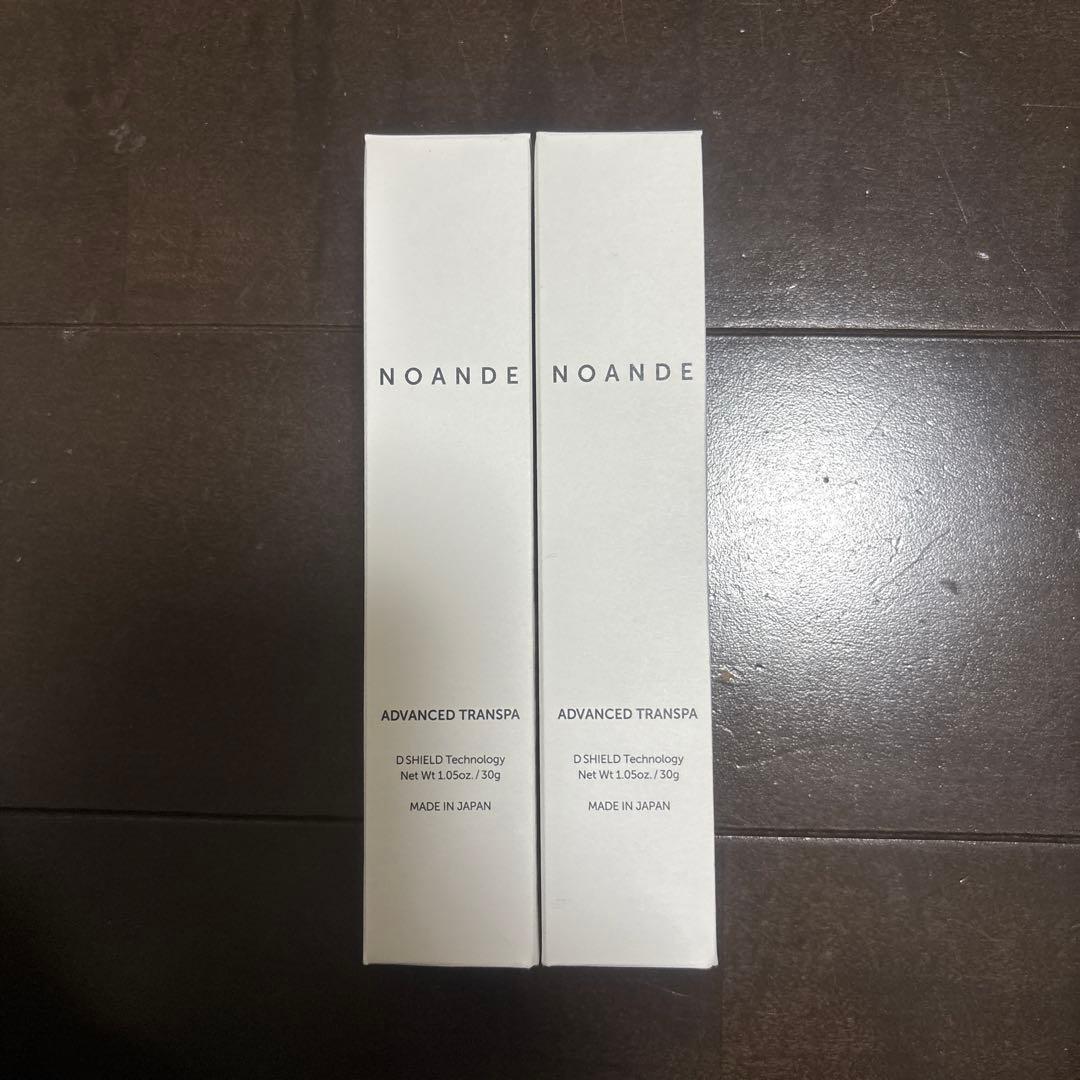 NOANDE
ADVANCED TRANSPA
D SHIELD Technology
Net Wt 1.05oz. / 30g
MADE IN JAPAN
NOANDE
ADVANCED TRANSPA
D SHIELD Technology
Net Wt 1.05oz. / 30g
MADE IN JAPAN